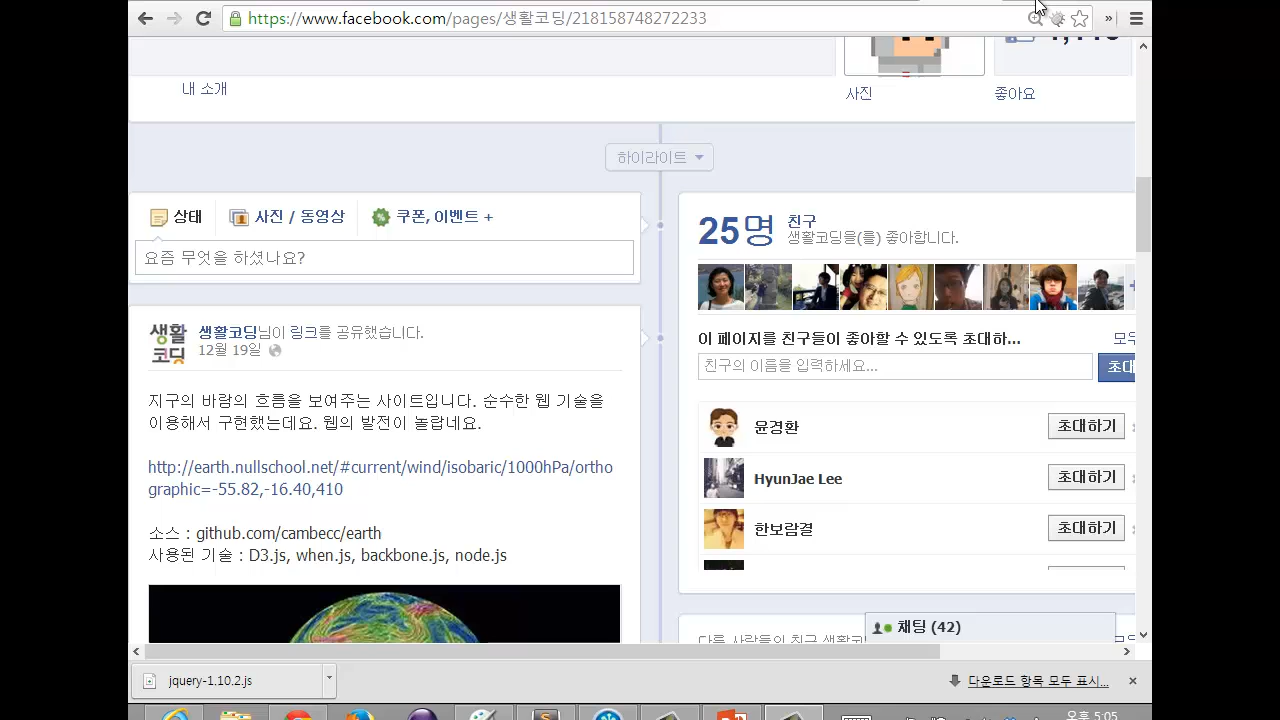 https://www.facebook.com/pages/생활코딩/218158748272233
»
내 소개
사진
좋아요
하이라이트
상태
사진 / 동영상
쿠폰, 이벤트 +
요즘 무엇을 하셨나요?
생활코딩
생활코딩님이 링크를 공유했습니다.
12월 19일
지구의 바람의 흐름을 보여주는 사이트입니다. 순수한 웹 기술을
이용해서 구현했는데요. 웹의 발전이 놀랍네요.
http://earth.nullschool.net/#current/wind/isobaric/1000hPa/ortho
graphic=-55.82,-16.40,410
소스 : github.com/cambecc/earth
사용된 기술 : D3.js, when.js, backbone.js, node.js
25명
친구
생활코딩을(를) 좋아합니다.
이 페이지를 친구들이 좋아할 수 있도록 초대하...
모두
친구의 이름을 입력하세요...
초대
윤경환
초대하기
HyunJae Lee
초대하기
한보람결
초대하기
채팅 (42)
jquery-1.10.2.js
다운로드 항목 모두 표시...
오후 5:05